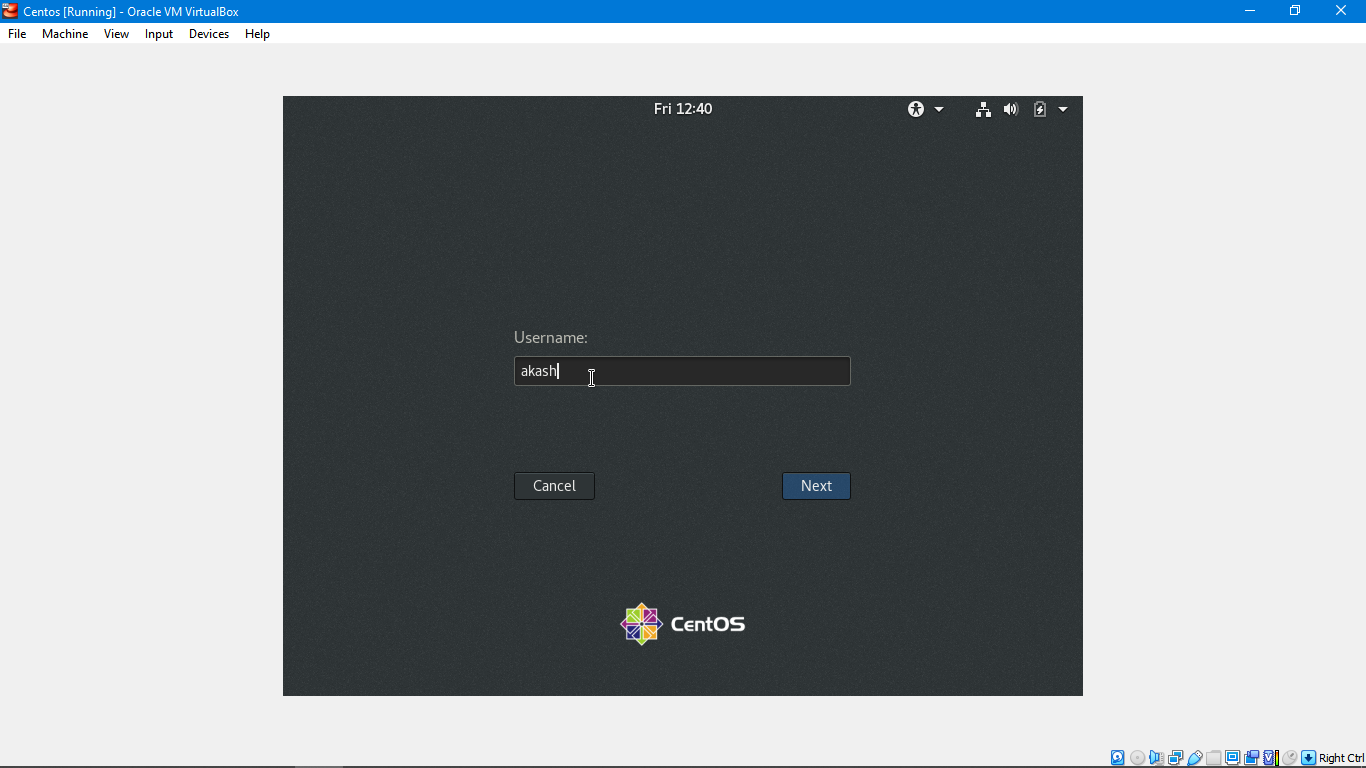 Centos [Running] - Oracle VM VirtualBox
File Machine View Input Devices Help
Fri 12:40
Username:
akash
Cancel Next
CentOS
Right Ctrl